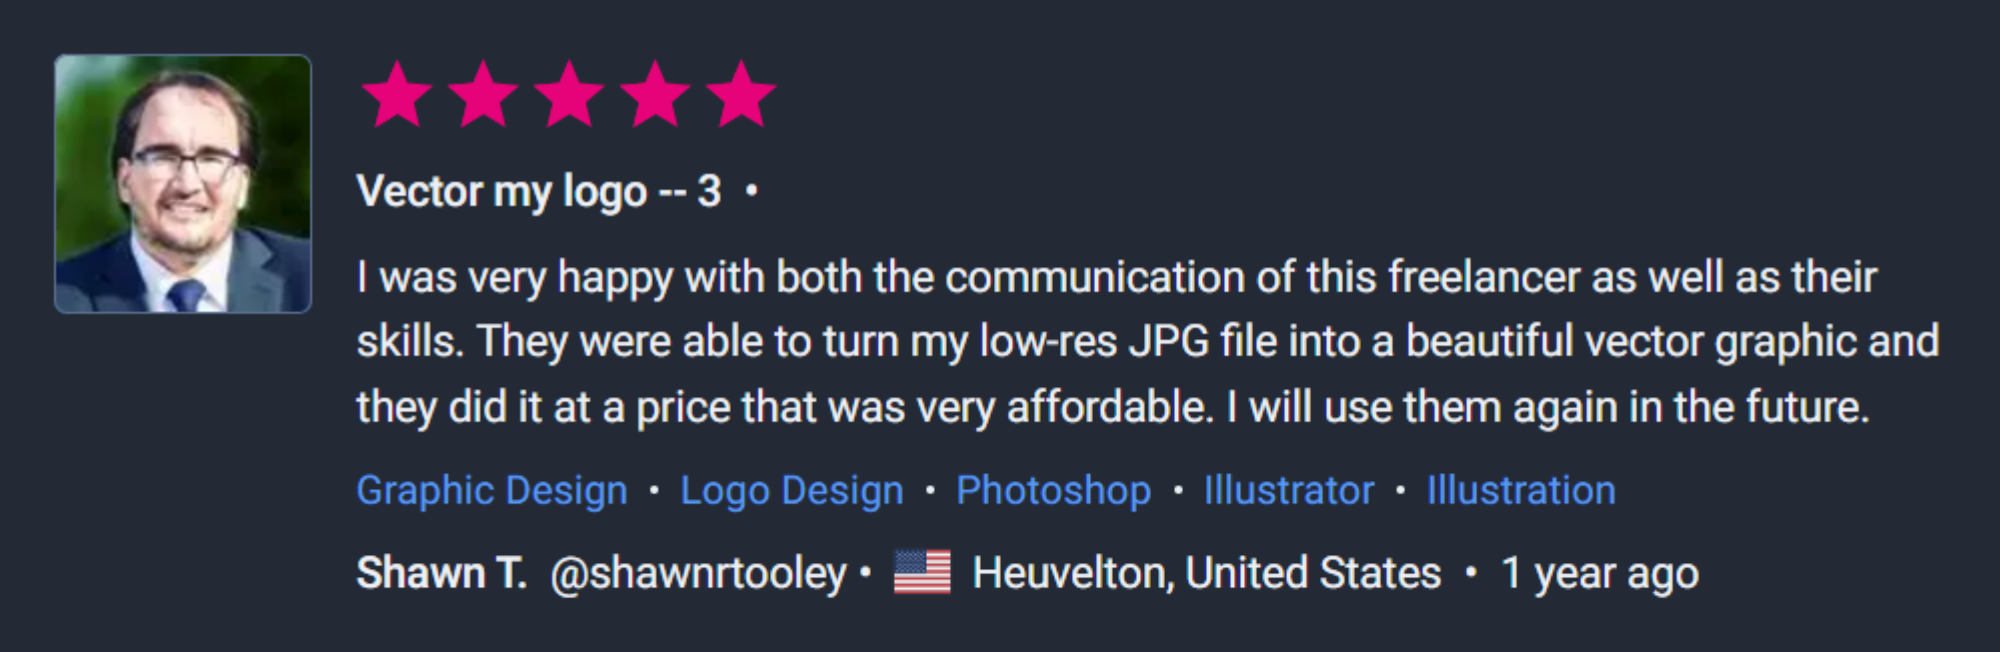 Vector my logo -- 3 •
I was very happy with both the communication of this freelancer as well as their
skills. They were able to turn my low-res JPG file into a beautiful vector graphic and
they did it at a price that was very affordable. I will use them again in the future.
Graphic Design • Logo Design • Photoshop • Illustrator • Illustration
Shawn T. @shawnrtooley • Heuvelton, United States • 1 year ago